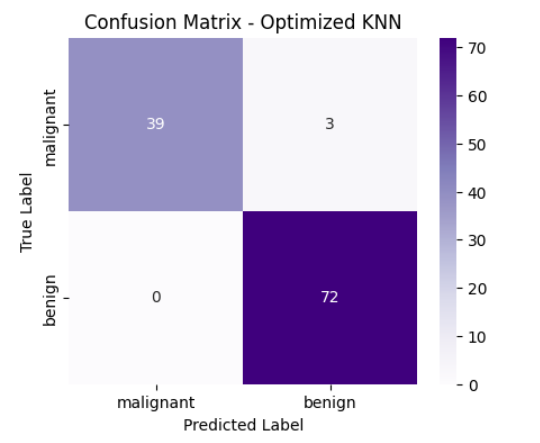 Confusion Matrix - Optimized KNN
malignant
39
3
benign
0
72
malignant
benign
True Label
Predicted Label
70
60
50
40
30
20
10
0